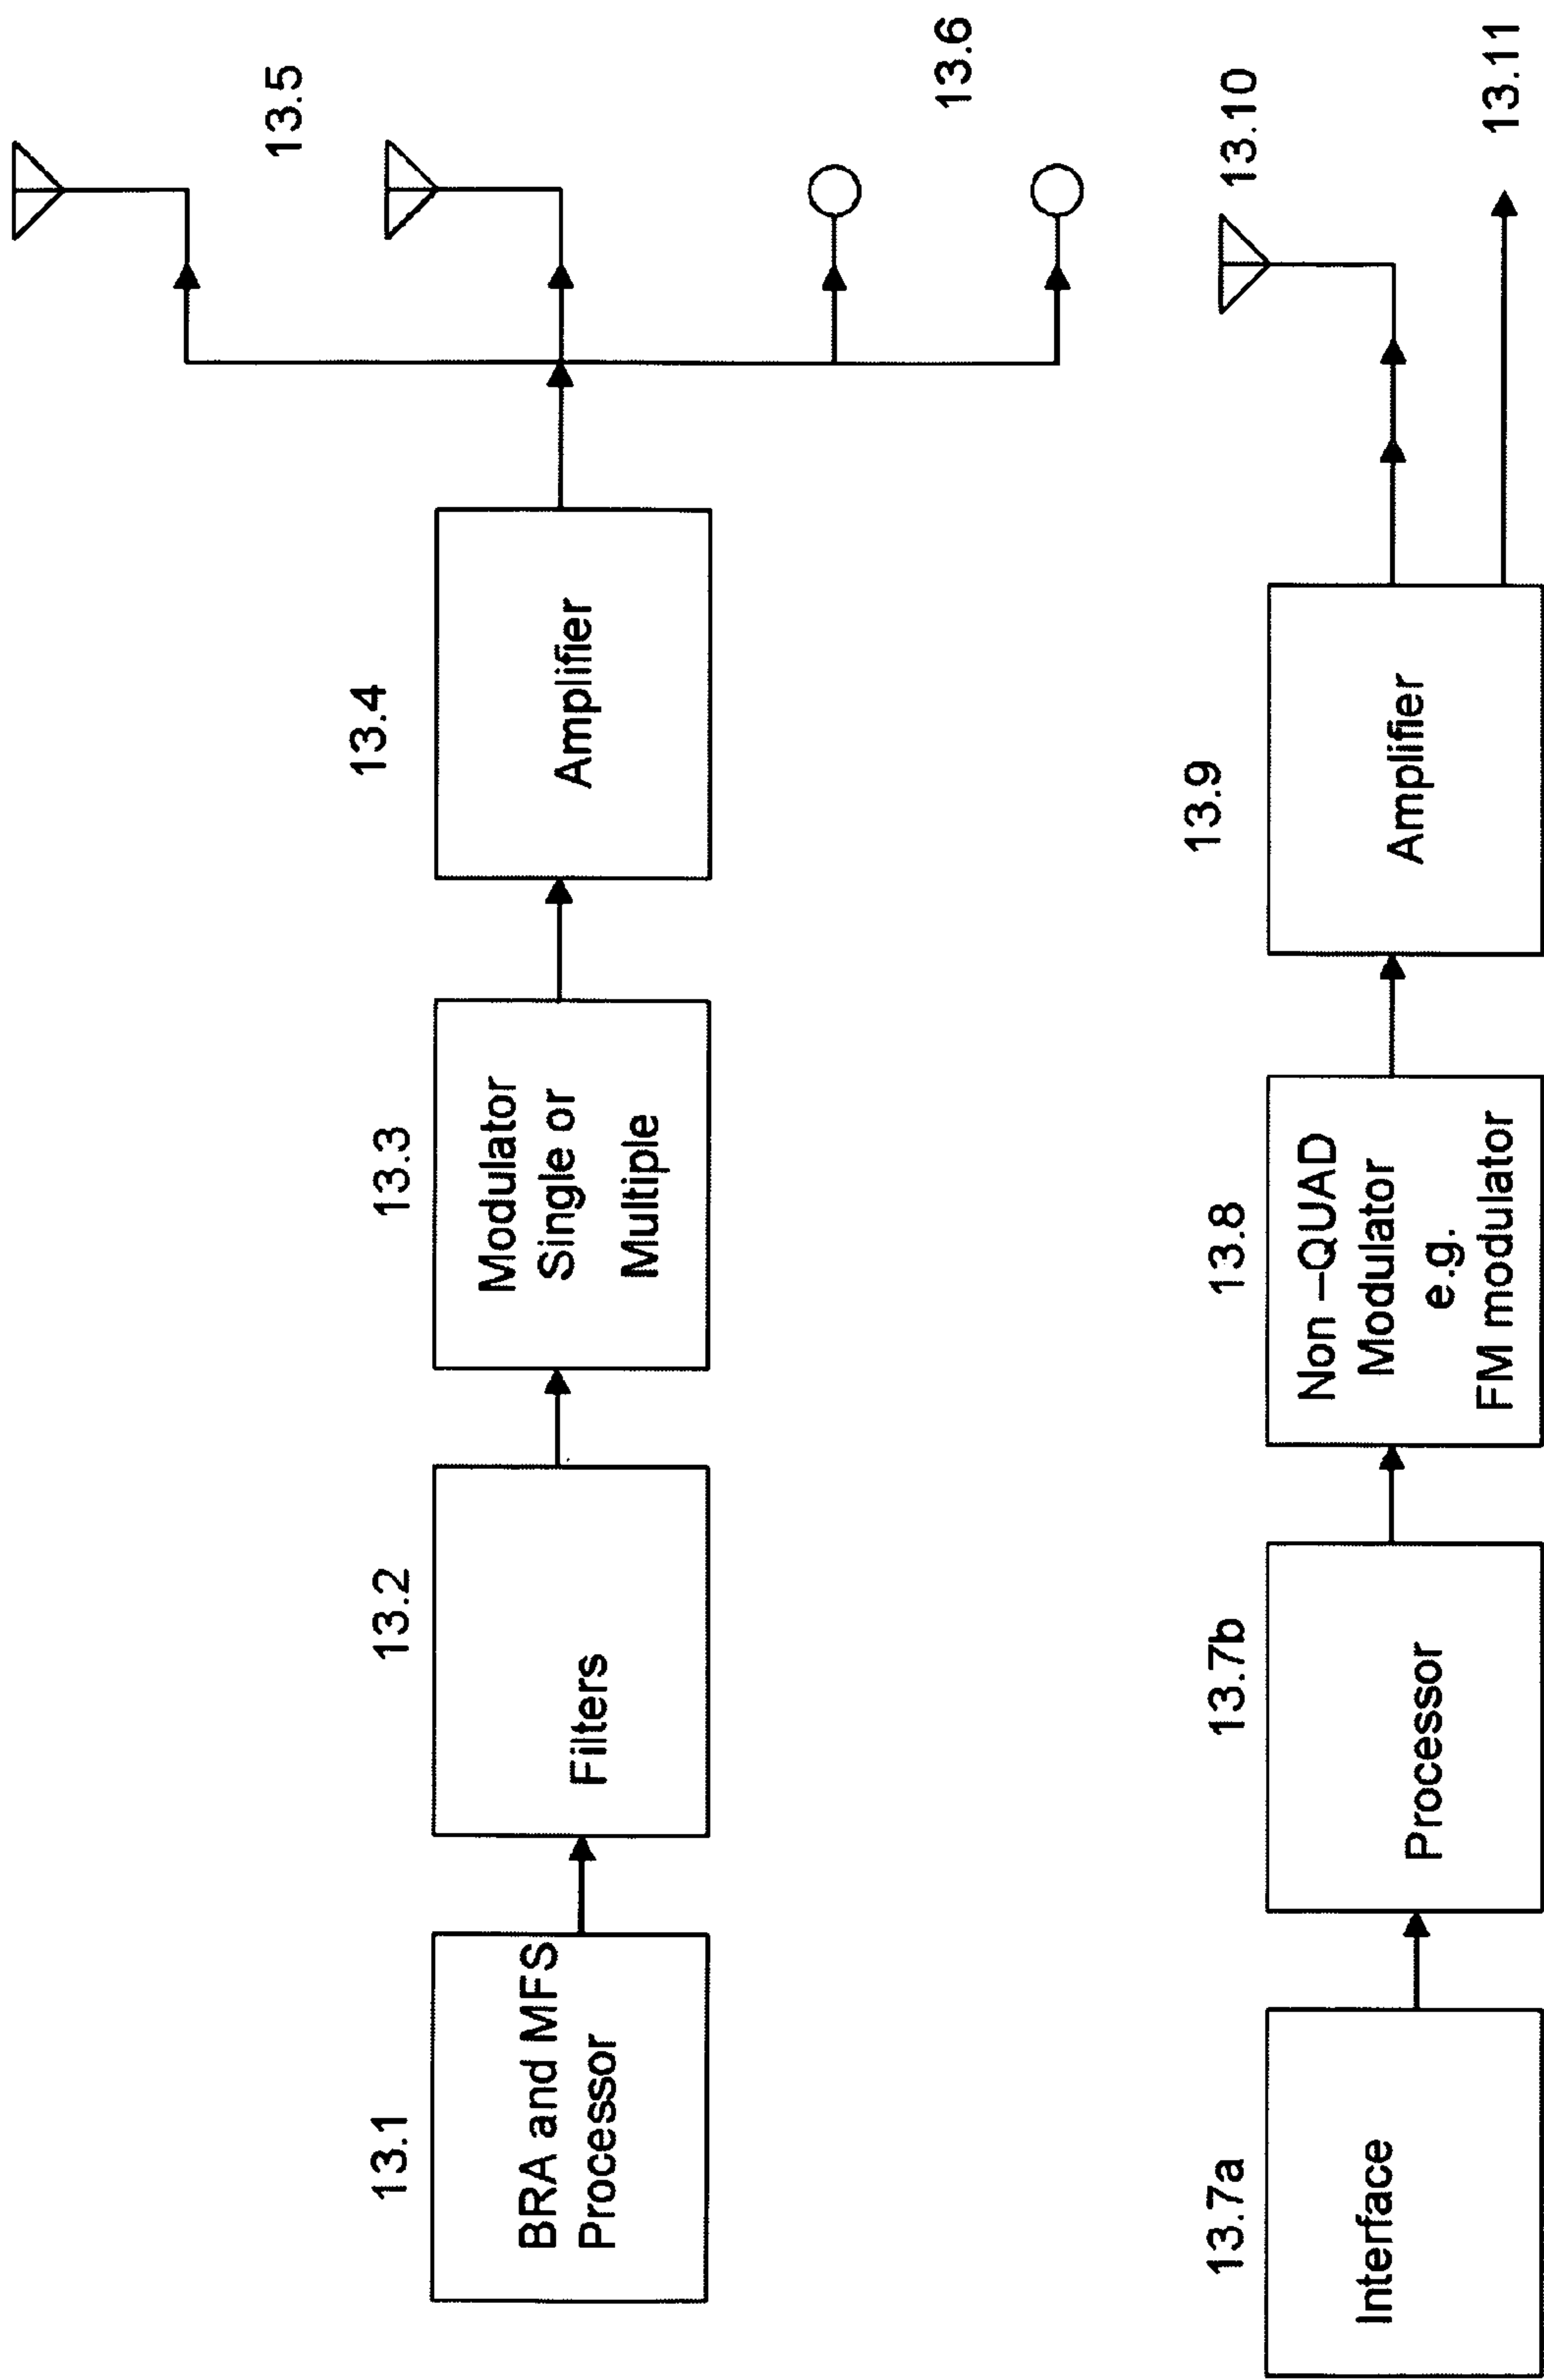 13.1
BRA and MFS
Processor
13.2
Filters
13.3
Modulator
Single or
Multiple
13.4
Amplifier
13.5
13.6
13.7a
Interface
13.7b
Processor
13.8
Non –QUAD
Modulator
e.g.
FM modulator
13.9
Amplifier
13.10
13.11